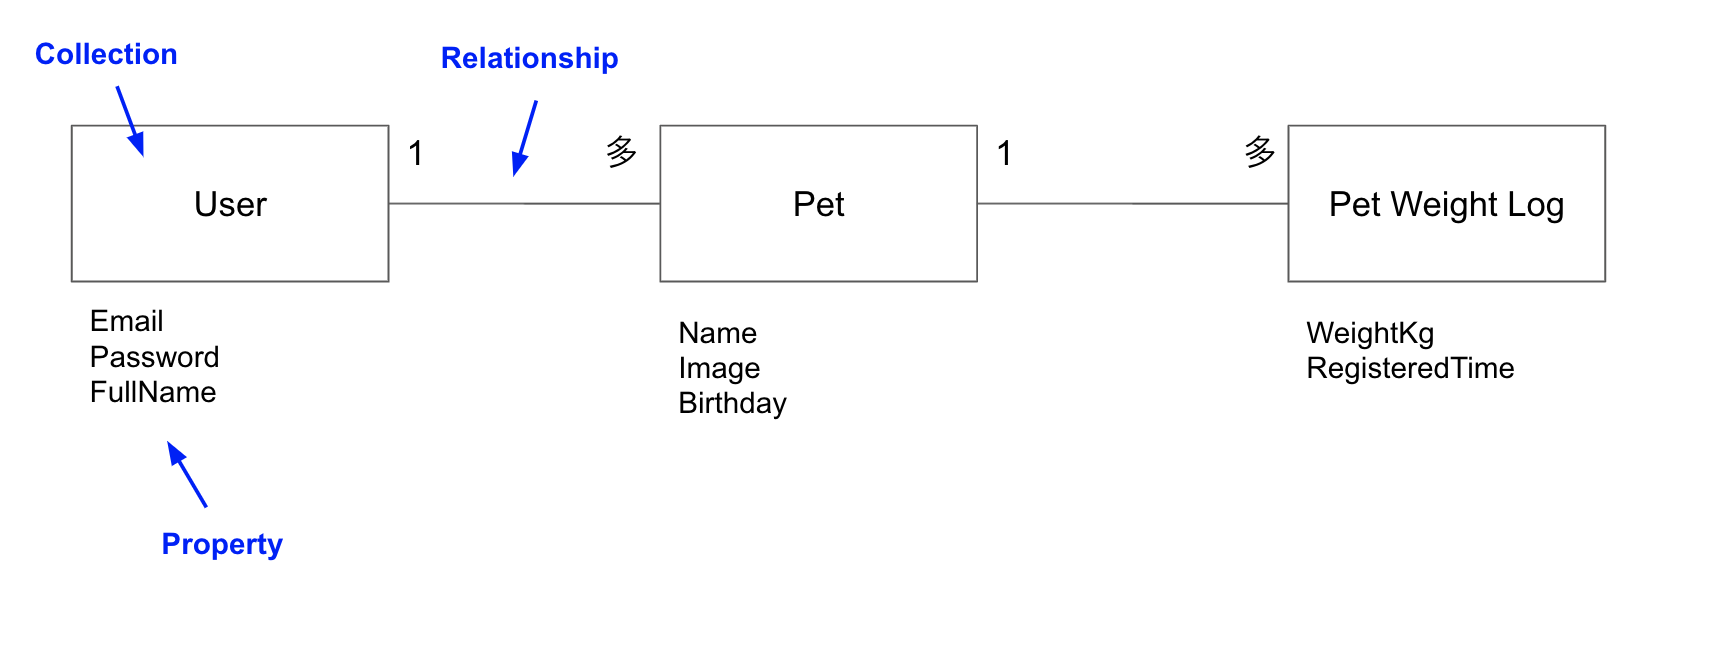 Collection
Relationship
1
多
1
多
User
Pet
Pet Weight Log
Email
Password
FullName
Name
Image
Birthday
WeightKg
RegisteredTime
Property